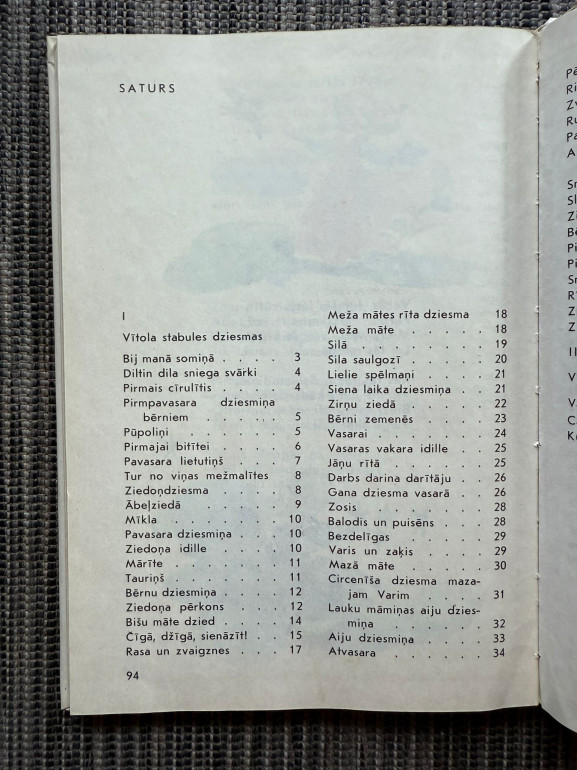 SATURS
I
Vītola stabules dziesmas
Bij manā somiņā . . . . 3
Diltin dila sniega svārki 4
Pirmais cīrulītis . . . . 4
Pirmpavasara dziesmiņa
bērniem . . . . . 5
Pūpoliņi . . . . . 5
Pirmajai bitītei . . . . 6
Pavasara lietutiņš . . . 7
Tur no viņas mežmalītes 8
Ziedoņdziesma . . . . 8
Ābeļziedā . . . . . 9
Mīkla . . . . . . 10
Pavasara dziesmiņa . . . 10
Ziedoņa idille . . . . 10
Mārīte . . . . . 11
Tauriņš . . . . . 11
Bērnu dziesmiņa . . . . 12
Ziedoņa pērkons . . . 12
Bišu māte dzied . . . . 14
Čīgā, džīgā, sienāzīt! . . 15
Rasa un zvaigznes . . . 17
Meža mātes rīta dziesma 18
Meža māte . . . . 18
Silā . . . . . . 19
Sila saulgozī . . . . 20
Lielie spēlmaņi . . . . 21
Siena laika dziesmiņa . . 21
Zirņu ziedā . . . . 22
Bērni zemenēs . . . . 23
Vasarai . . . . . 24
Vasaras vakara idille . . 25
Jāņu rītā . . . . . 25
Darbs darina darītāju . . 26
Gana dziesma vasarā . . 26
Zosis . . . . . . 28
Balodis un puisēns . . . 28
Bezdelīgas . . . . . 29
Varis un zaķis . . . . 29
Mazā māte . . . . 30
Circenīša dziesma maza-
jam Varim . . . . 31
Lauku māmiņas aiju dzies-
miņa . . . . . 32
Aiju dziesmiņa . . . . 33
Atvasara . . . . . 34
94